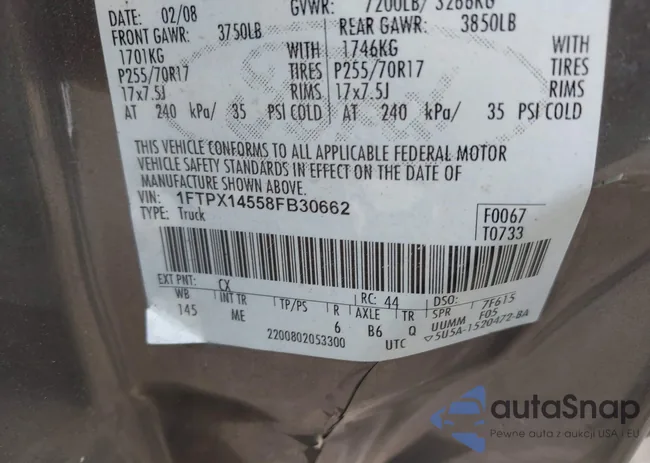 DATE: 02/08 GVWR: 7200LB/ 3266KG
FRONT GAWR: 3750LB REAR GAWR: 3850LB
1701KG WITH 1746KG WITH
P255/70R17 TIRES P255/70R17 TIRES
17x7.5J RIMS 17x7.5J RIMS
AT 240 kPa/ 35 PSI COLD AT 240 kPa/ 35 PSI COLD
THIS VEHICLE CONFORMS TO ALL APPLICABLE FEDERAL MOTOR
VEHICLE SAFETY STANDARDS IN EFFECT ON THE DATE OF
MANUFACTURE SHOWN ABOVE.
VIN: 1FTPX14558FB30662
TYPE: Truck
F0067
T0733
EXT PNT: CX RC: 44 DSO: 7F615
WB INT TR TP/PS R AXLE TR SPR F05
145 ME 6 B6 Q UUMM
2200802053300 UTC ▽5U5A-1520472-BA
autoSnap
Pewne auta z aukcji USA i EU